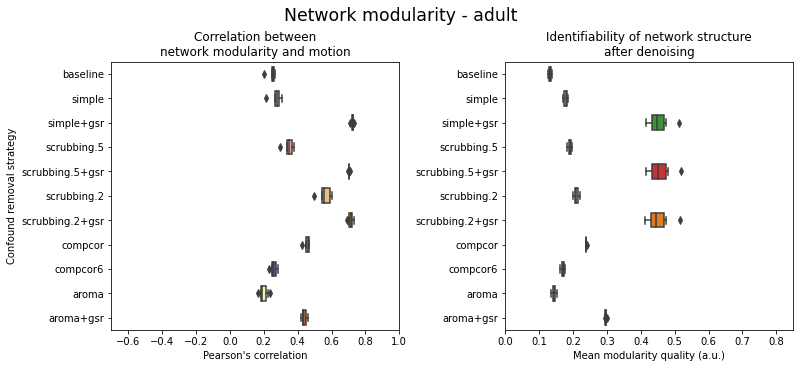 Network modularity - adult
Correlation between
network modularity and motion
Confound removal strategy
baseline
simple
simple+gsr
scrubbing.5
scrubbing.5+gsr
scrubbing.2
scrubbing.2+gsr
compcor
compcor6
aroma
aroma+gsr
−0.6 −0.4 −0.2 0.0 0.2 0.4 0.6 0.8 1.0
Pearson's correlation
Identifiability of network structure
after denoising
baseline
simple
simple+gsr
scrubbing.5
scrubbing.5+gsr
scrubbing.2
scrubbing.2+gsr
compcor
compcor6
aroma
aroma+gsr
0.0 0.1 0.2 0.3 0.4 0.5 0.6 0.7 0.8
Mean modularity quality (a.u.)